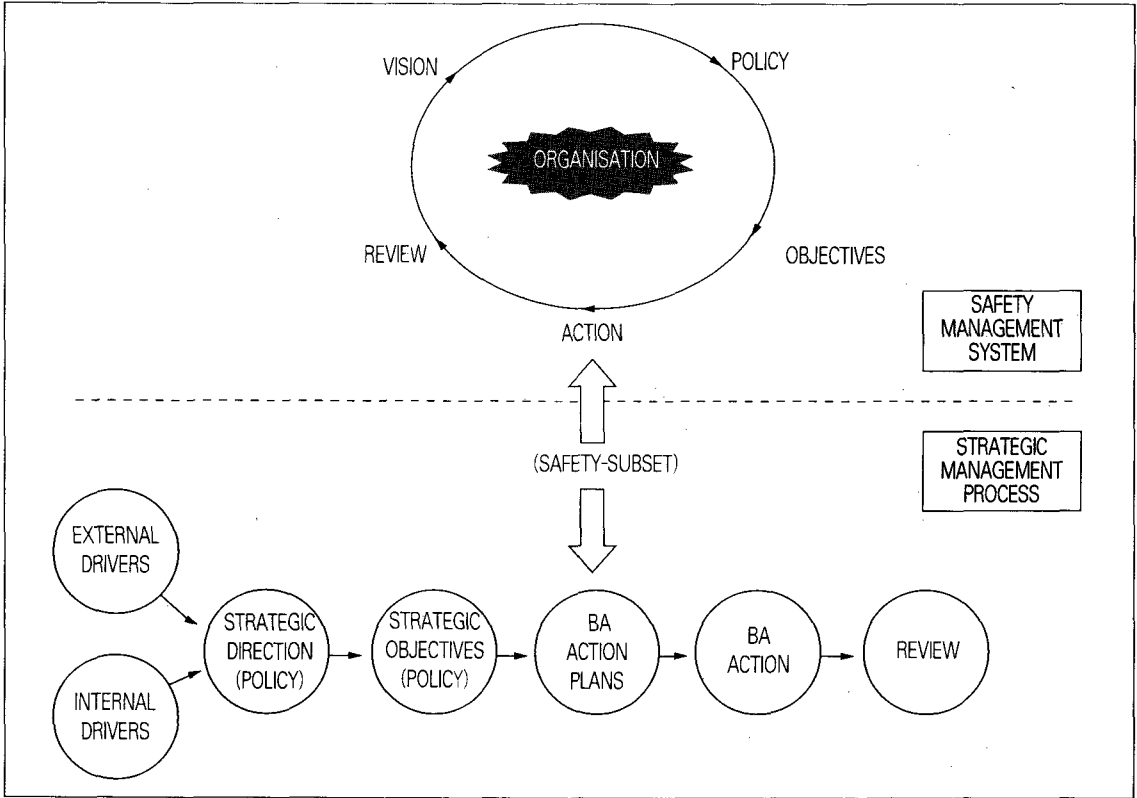 VISION
POLICY
ORGANISATION
REVIEW
OBJECTIVES
ACTION
SAFETY
MANAGEMENT
SYSTEM
(SAFETY-SUBSET)
STRATEGIC
MANAGEMENT
PROCESS
EXTERNAL
DRIVERS
INTERNAL
DRIVERS
STRATEGIC
DIRECTION
(POLICY)
STRATEGIC
OBJECTIVES
(POLICY)
BA
ACTION
PLANS
BA
ACTION
REVIEW